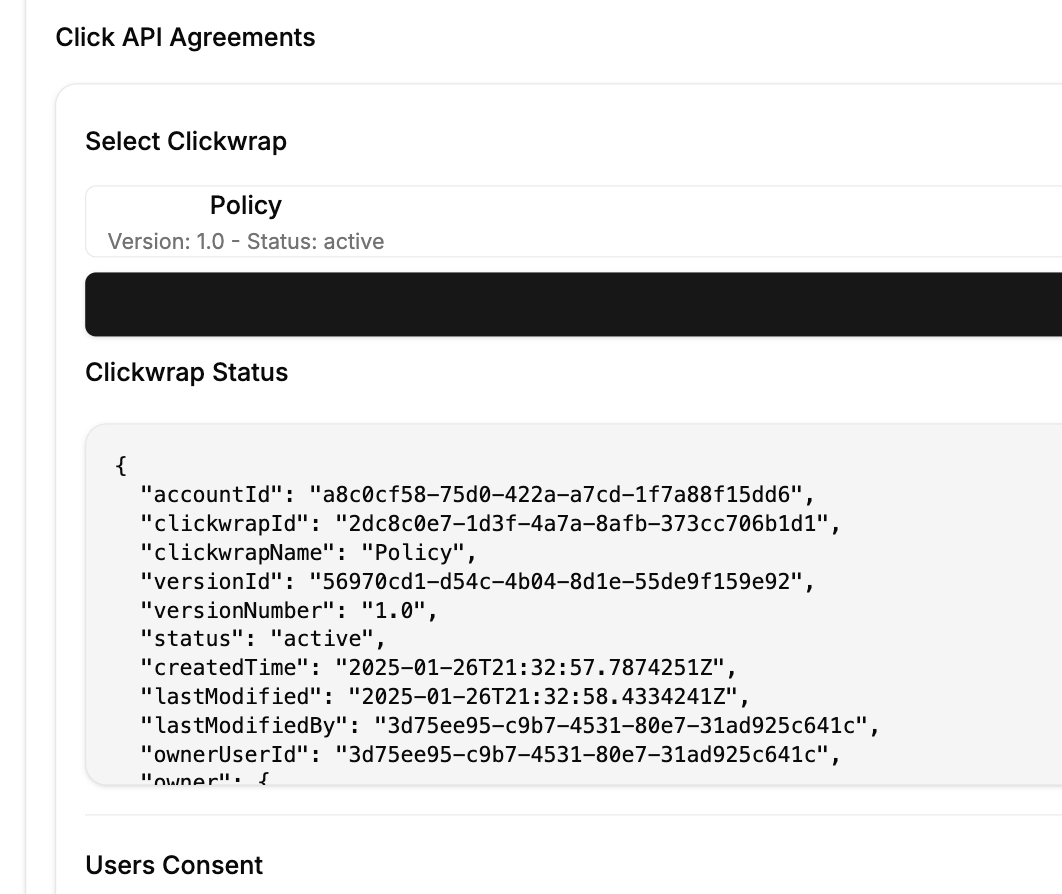 Click API Agreements
Select Clickwrap
Policy
Version: 1.0 - Status: active
Clickwrap Status
{
"accountId": "a8c0cf58-75d0-422a-a7cd-1f7a88f15dd6",
"clickwrapId": "2dc8c0e7-1d3f-4a7a-8afb-373cc706b1d1",
"clickwrapName": "Policy",
"versionId": "56970cd1-d54c-4b04-8d1e-55de9f159e92",
"versionNumber": "1.0",
"status": "active",
"createdTime": "2025-01-26T21:32:57.7874251Z",
"lastModified": "2025-01-26T21:32:58.4334241Z",
"lastModifiedBy": "3d75ee95-c9b7-4531-80e7-31ad925c641c",
"ownerUserId": "3d75ee95-c9b7-4531-80e7-31ad925c641c",
"owner": {
Users Consent